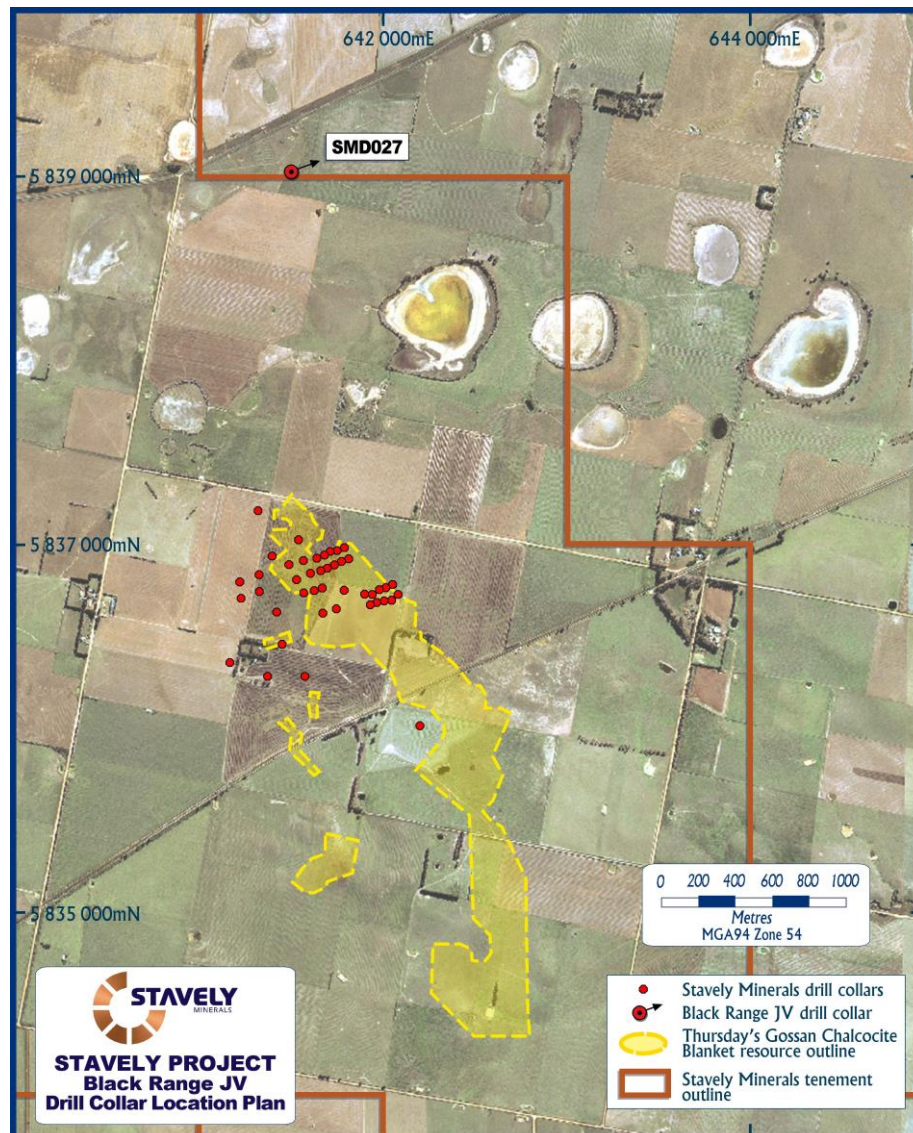 642 000mE
644 000mE
SMD027
5 839 000mN
5 837 000mN
5 835 000mN
0 200 400 600 800 1000
Metres
MGA94 Zone 54
STAVELY
MINERALS
STAVELY PROJECT
Black Range JV
Drill Collar Location Plan
Stavely Minerals drill collars
Black Range JV drill collar
Thursday's Gossan Chalcocite
Blanket resource outline
Stavely Minerals tenement
outline